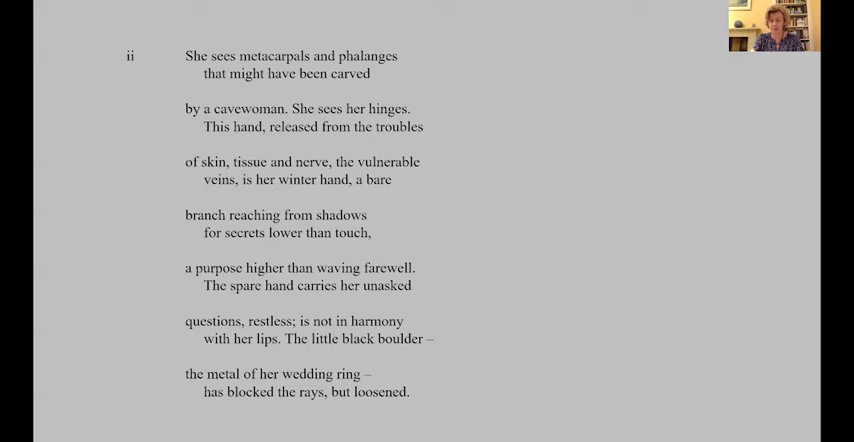 ii She sees metacarpals and phalanges
that might have been carved
by a cavewoman. She sees her hinges.
This hand, released from the troubles
of skin, tissue and nerve, the vulnerable
veins, is her winter hand, a bare
branch reaching from shadows
for secrets lower than touch,
a purpose higher than waving farewell.
The spare hand carries her unasked
questions, restless; is not in harmony
with her lips. The little black boulder –
the metal of her wedding ring –
has blocked the rays, but loosened.